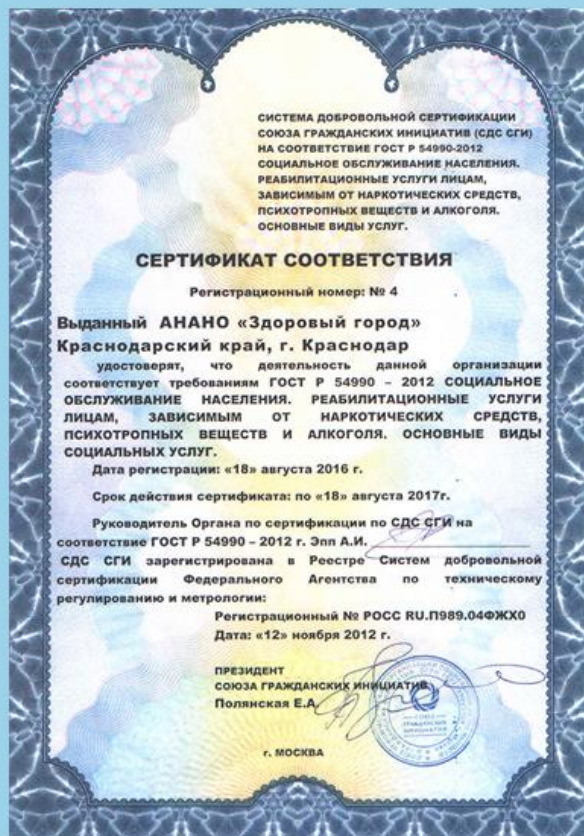 СИСТЕМА ДОБРОВОЛЬНОЙ СЕРТИФИКАЦИИ
СОЮЗА ГРАЖДАНСКИХ ИНИЦИАТИВ (СДС СГИ)
НА СООТВЕТСТВИЕ ГОСТ Р 54990-2012
СОЦИАЛЬНОЕ ОБСЛУЖИВАНИЕ НАСЕЛЕНИЯ.
РЕАБИЛИТАЦИОННЫЕ УСЛУГИ ЛИЦАМ,
ЗАВИСИМЫМ ОТ НАРКОТИЧЕСКИХ СРЕДСТВ,
ПСИХОТРОПНЫХ ВЕЩЕСТВ И АЛКОГОЛЯ.
ОСНОВНЫЕ ВИДЫ УСЛУГ.
СЕРТИФИКАТ СООТВЕТСТВИЯ
Регистрационный номер: № 4
Выданный АНАНО «Здоровый город»
Краснодарский край, г. Краснодар
удостоверят, что деятельность данной организации
соответствует требованиям ГОСТ Р 54990 – 2012 СОЦИАЛЬНОЕ
ОБСЛУЖИВАНИЕ НАСЕЛЕНИЯ. РЕАБИЛИТАЦИОННЫЕ УСЛУГИ
ЛИЦАМ, ЗАВИСИМЫМ ОТ НАРКОТИЧЕСКИХ СРЕДСТВ,
ПСИХОТРОПНЫХ ВЕЩЕСТВ И АЛКОГОЛЯ. ОСНОВНЫЕ ВИДЫ
СОЦИАЛЬНЫХ УСЛУГ.
Дата регистрации: «18» августа 2016 г.
Срок действия сертификата: по «18» августа 2017г.
Руководитель Органа по сертификации по СДС СГИ на
соответствие ГОСТ Р 54990 – 2012 г. Эпп А.И.
СДС СГИ зарегистрирована в Реестре Систем добровольной
сертификации Федерального Агентства по техническому
регулированию и метрологии:
Регистрационный № РОСС RU.П989.04ФЖХ0
Дата: «12» ноября 2012 г.
ПРЕЗИДЕНТ
СОЮЗА ГРАЖДАНСКИХ ИНИЦИАТИВ
Полянская Е.А.
СОЮЗ
ГРАЖДАНСКИХ
ИНИЦИАТИВ
г. МОСКВА